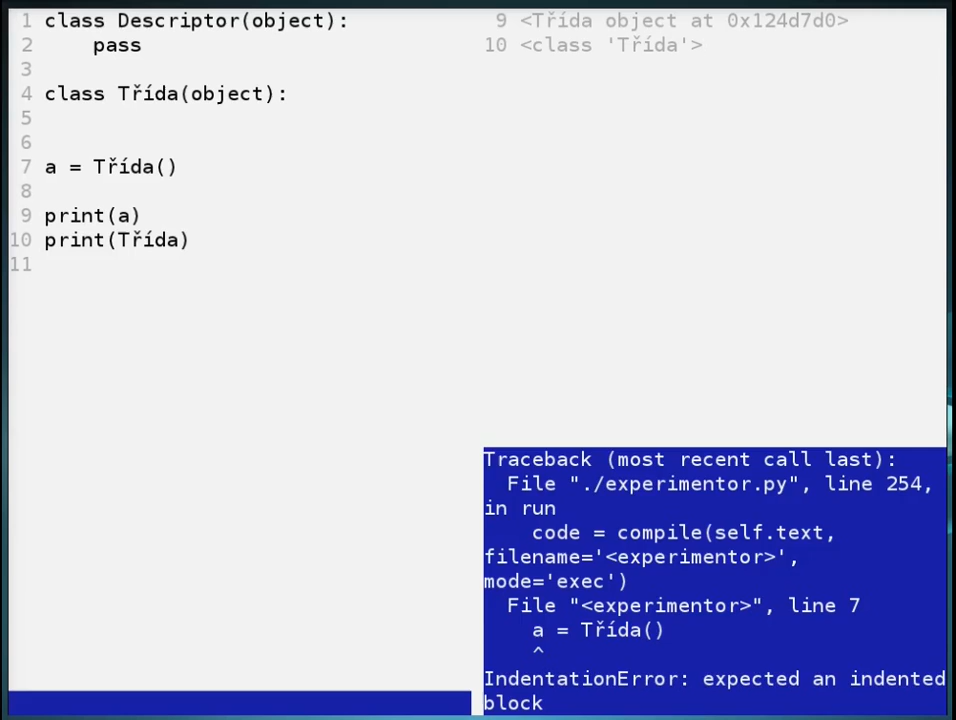 1 class Descriptor(object):
2     pass
3
4 class Třída(object):
5
6
7 a = Třída()
8
9 print(a)
10 print(Třída)
11
9 <Třída object at 0x124d7d0>
10 <class 'Třída'>
Traceback (most recent call last):
  File "./experimentor.py", line 254,
in run
    code = compile(self.text,
filename='<experimentor>',
mode='exec')
  File "<experimentor>", line 7
    a = Třída()
    ^
IndentationError: expected an indented
block